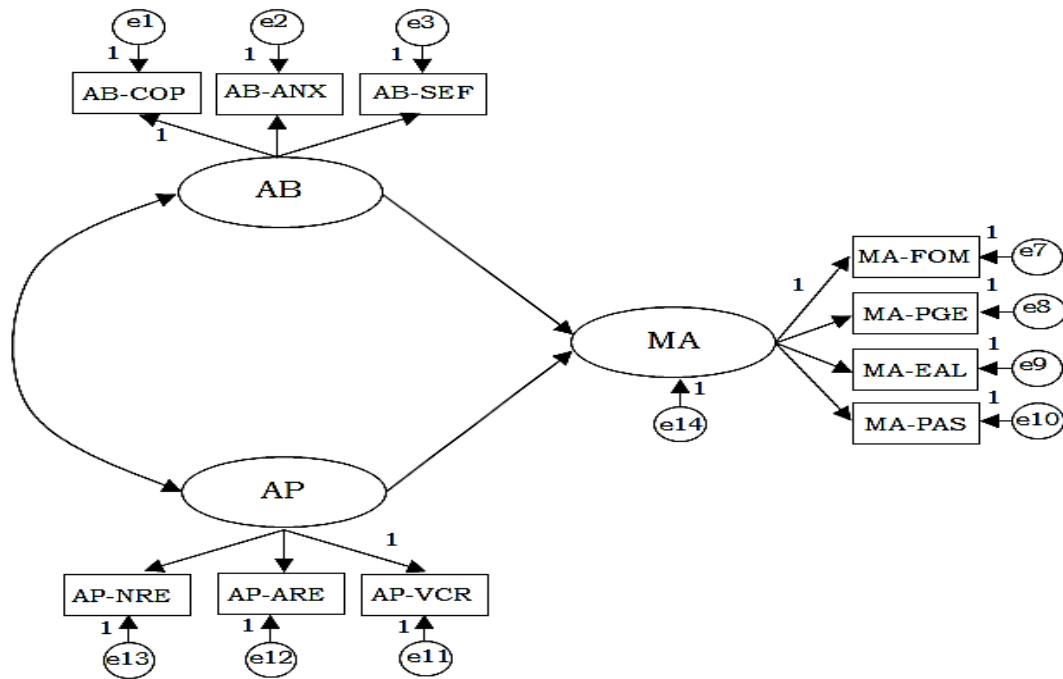 e1 e2 e3
1 1 1
AB-COP AB-ANX AB-SEF
1
AB
1
MA-FOM e7
1
1
MA-PGE e8
MA
1
MA-EAL e9
1
1
MA-PAS e10
e14
AP
1
AP-NRE AP-ARE AP-VCR
1 1 1
e13 e12 e11